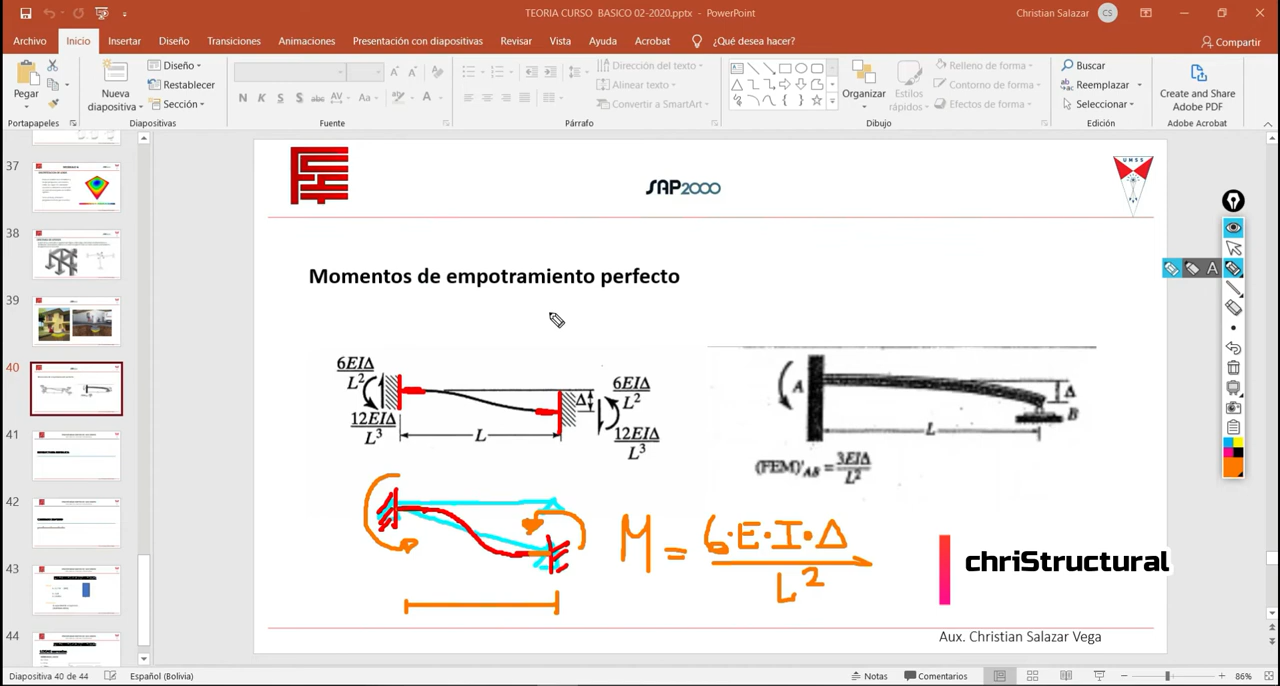 TEORIA CURSO BASICO 02-2020.pptx - PowerPoint
Christian Salazar
CS
Archivo
Inicio
Insertar
Diseño
Transiciones
Animaciones
Presentación con diapositivas
Revisar
Vista
Ayuda
Acrobat
¿Qué desea hacer?
Compartir
Pegar
Nueva diapositiva
Diseño
Restablecer
Sección
N K S S abc AV Aa A
Dirección del texto
Alinear texto
Convertir a SmartArt
Organizar
Estilos rápidos
Relleno de forma
Contorno de forma
Efectos de forma
Buscar
Reemplazar
Seleccionar
Create and Share Adobe PDF
Portapapeles
Diapositivas
Fuente
Párrafo
Dibujo
Edición
Adobe Acrobat
37
38
39
40
41
42
43
44
SAP2000
UMSS
Momentos de empotramiento perfecto
6EIΔ
L²
12EIΔ
L³
L
Δ
6EIΔ
L²
12EIΔ
L³
A
Δ
B
L
(FEM)'AB = 3EIΔ
L²
M = 6·E·I·Δ
L²
chriStructural
Aux. Christian Salazar Vega
A
Diapositiva 40 de 44
Español (Bolivia)
Notas
Comentarios
86%